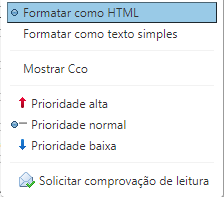 Formatar como HTML
Formatar como texto simples
Mostrar Cco
Prioridade alta
Prioridade normal
Prioridade baixa
Solicitar comprovação de leitura